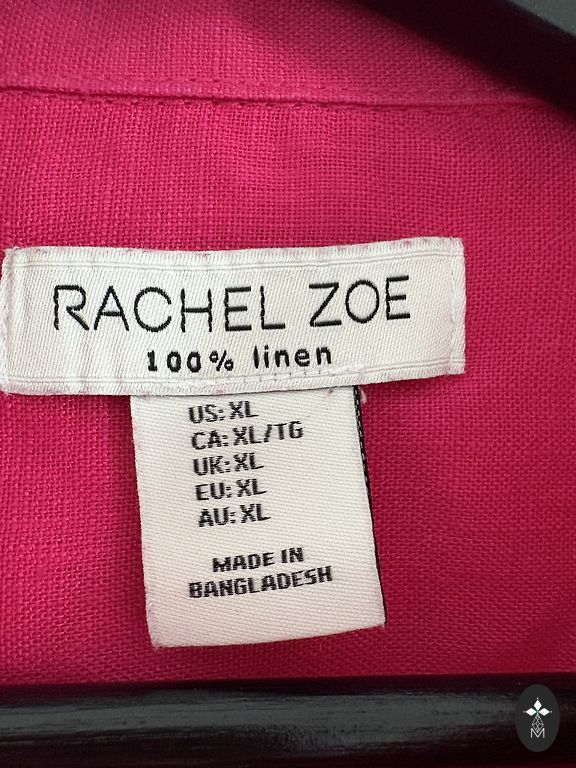 RACHEL ZOE
100% linen
US: XL
CA: XL/TG
UK: XL
EU: XL
AU: XL
MADE IN
BANGLADESH
M